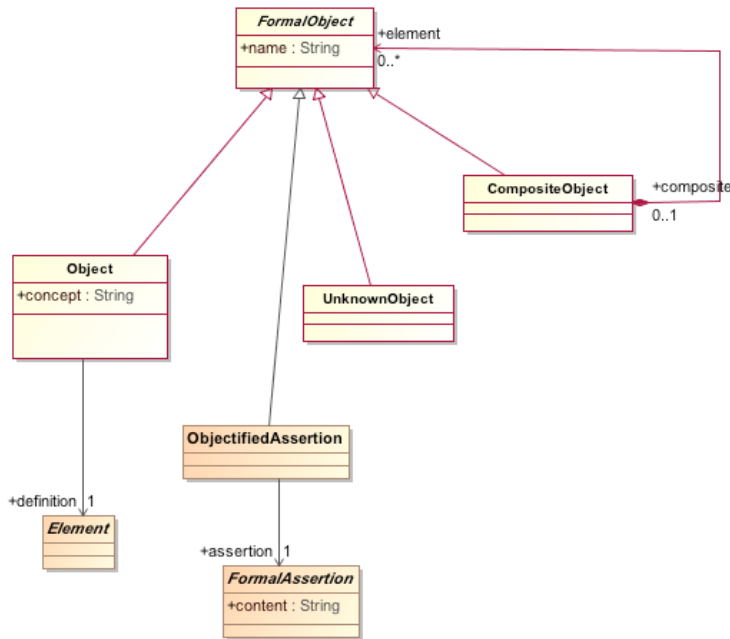 FormalObject
+name : String
+element
0..*
CompositeObject
+composite
0..1
Object
+concept : String
UnknownObject
ObjectifiedAssertion
+definition 1
Element
+assertion 1
FormalAssertion
+content : String